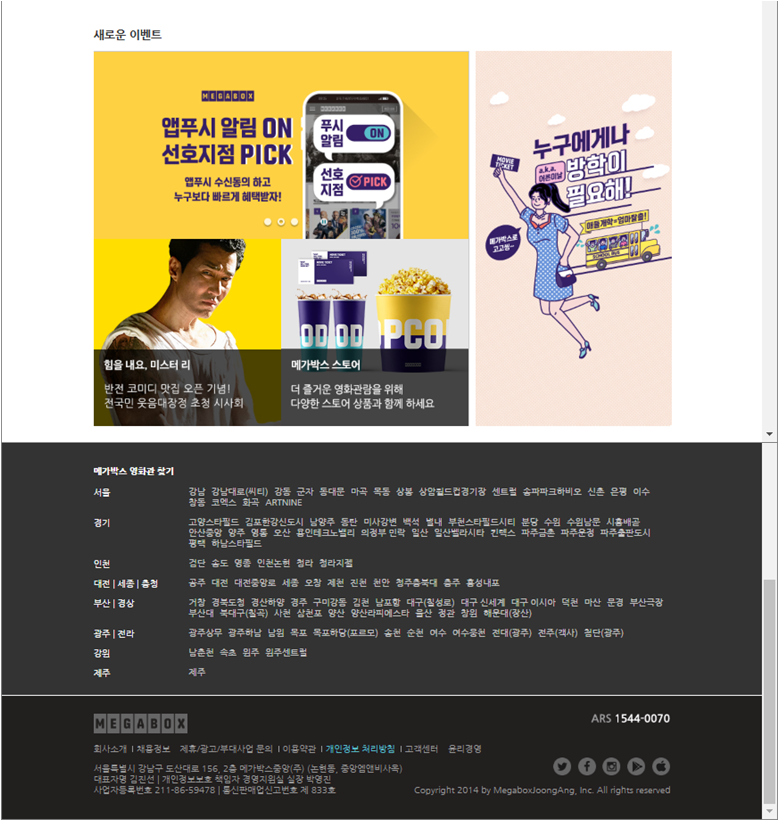 새로운 이벤트
MEGABOX
앱푸시 알림 ON
선호지점 PICK
앱푸시 수신동의 하고
누구보다 빠르게 혜택받자!
푸시
알림
ON
선호
지점
PICK
누구에게나
a.k.a.
어른이날
방학이
필요해!
MOVIE
TICKET
애들개학=엄마탈출!
메가박스로
고고씽~
힘을 내요, 미스터 리
반전 코미디 맛집 오픈 기념!
전국민 웃음대장정 초청 시사회
OD OD POPCO
메가박스 스토어
더 즐거운 영화관람을 위해
다양한 스토어 상품과 함께 하세요
메가박스 영화관 찾기
서울 강남 강남대로(씨티) 강동 군자 동대문 마곡 목동 상봉 상암월드컵경기장 센트럴 송파파크하비오 신촌 은평 이수
창동 코엑스 화곡 ARTNINE
경기 고양스타필드 김포한강신도시 남양주 동탄 미사강변 백석 별내 부천스타필드시티 분당 수원 수원남문 시흥배곧
안산중앙 양주 영통 오산 용인테크노밸리 의정부민락 일산 일산벨라시타 킨텍스 파주금촌 파주운정 파주출판도시
평택 하남스타필드
인천 검단 송도 영종 인천논현 청라 청라지젤
대전 | 세종 | 충청 공주 대전 대전중앙로 세종 오창 제천 진천 천안 청주충북대 충주 홍성내포
부산 | 경상 거창 경북도청 경산하양 경주 구미강동 김천 남포항 대구(칠성로) 대구신세계 대구이시아 덕천 마산 문경 부산극장
부산대 북대구(칠곡) 사천 삼천포 양산 양산라피에스타 울산 정관 창원 해운대(장산)
광주 | 전라 광주상무 광주하남 남원 목포 목포하당(포르모) 송천 순천 여수 여수웅천 전대(광주) 전주(객사) 첨단(광주)
강원 남춘천 속초 원주 원주센트럴
제주 제주
MEGABOX
ARS 1544-0070
회사소개 | 채용정보 제휴/광고/부대사업 문의 | 이용약관 | 개인정보 처리방침 | 고객센터 윤리경영
서울특별시 강남구 도산대로 156, 2층 메가박스중앙(주) (논현동, 중앙엠앤비사옥)
대표자명 김진선 | 개인정보보호 책임자 경영지원실 실장 박영진
사업자등록번호 211-86-59478 | 통신판매업신고번호 제 833호
Copyright 2014 by MegaboxJoongAng, Inc. All rights reserved